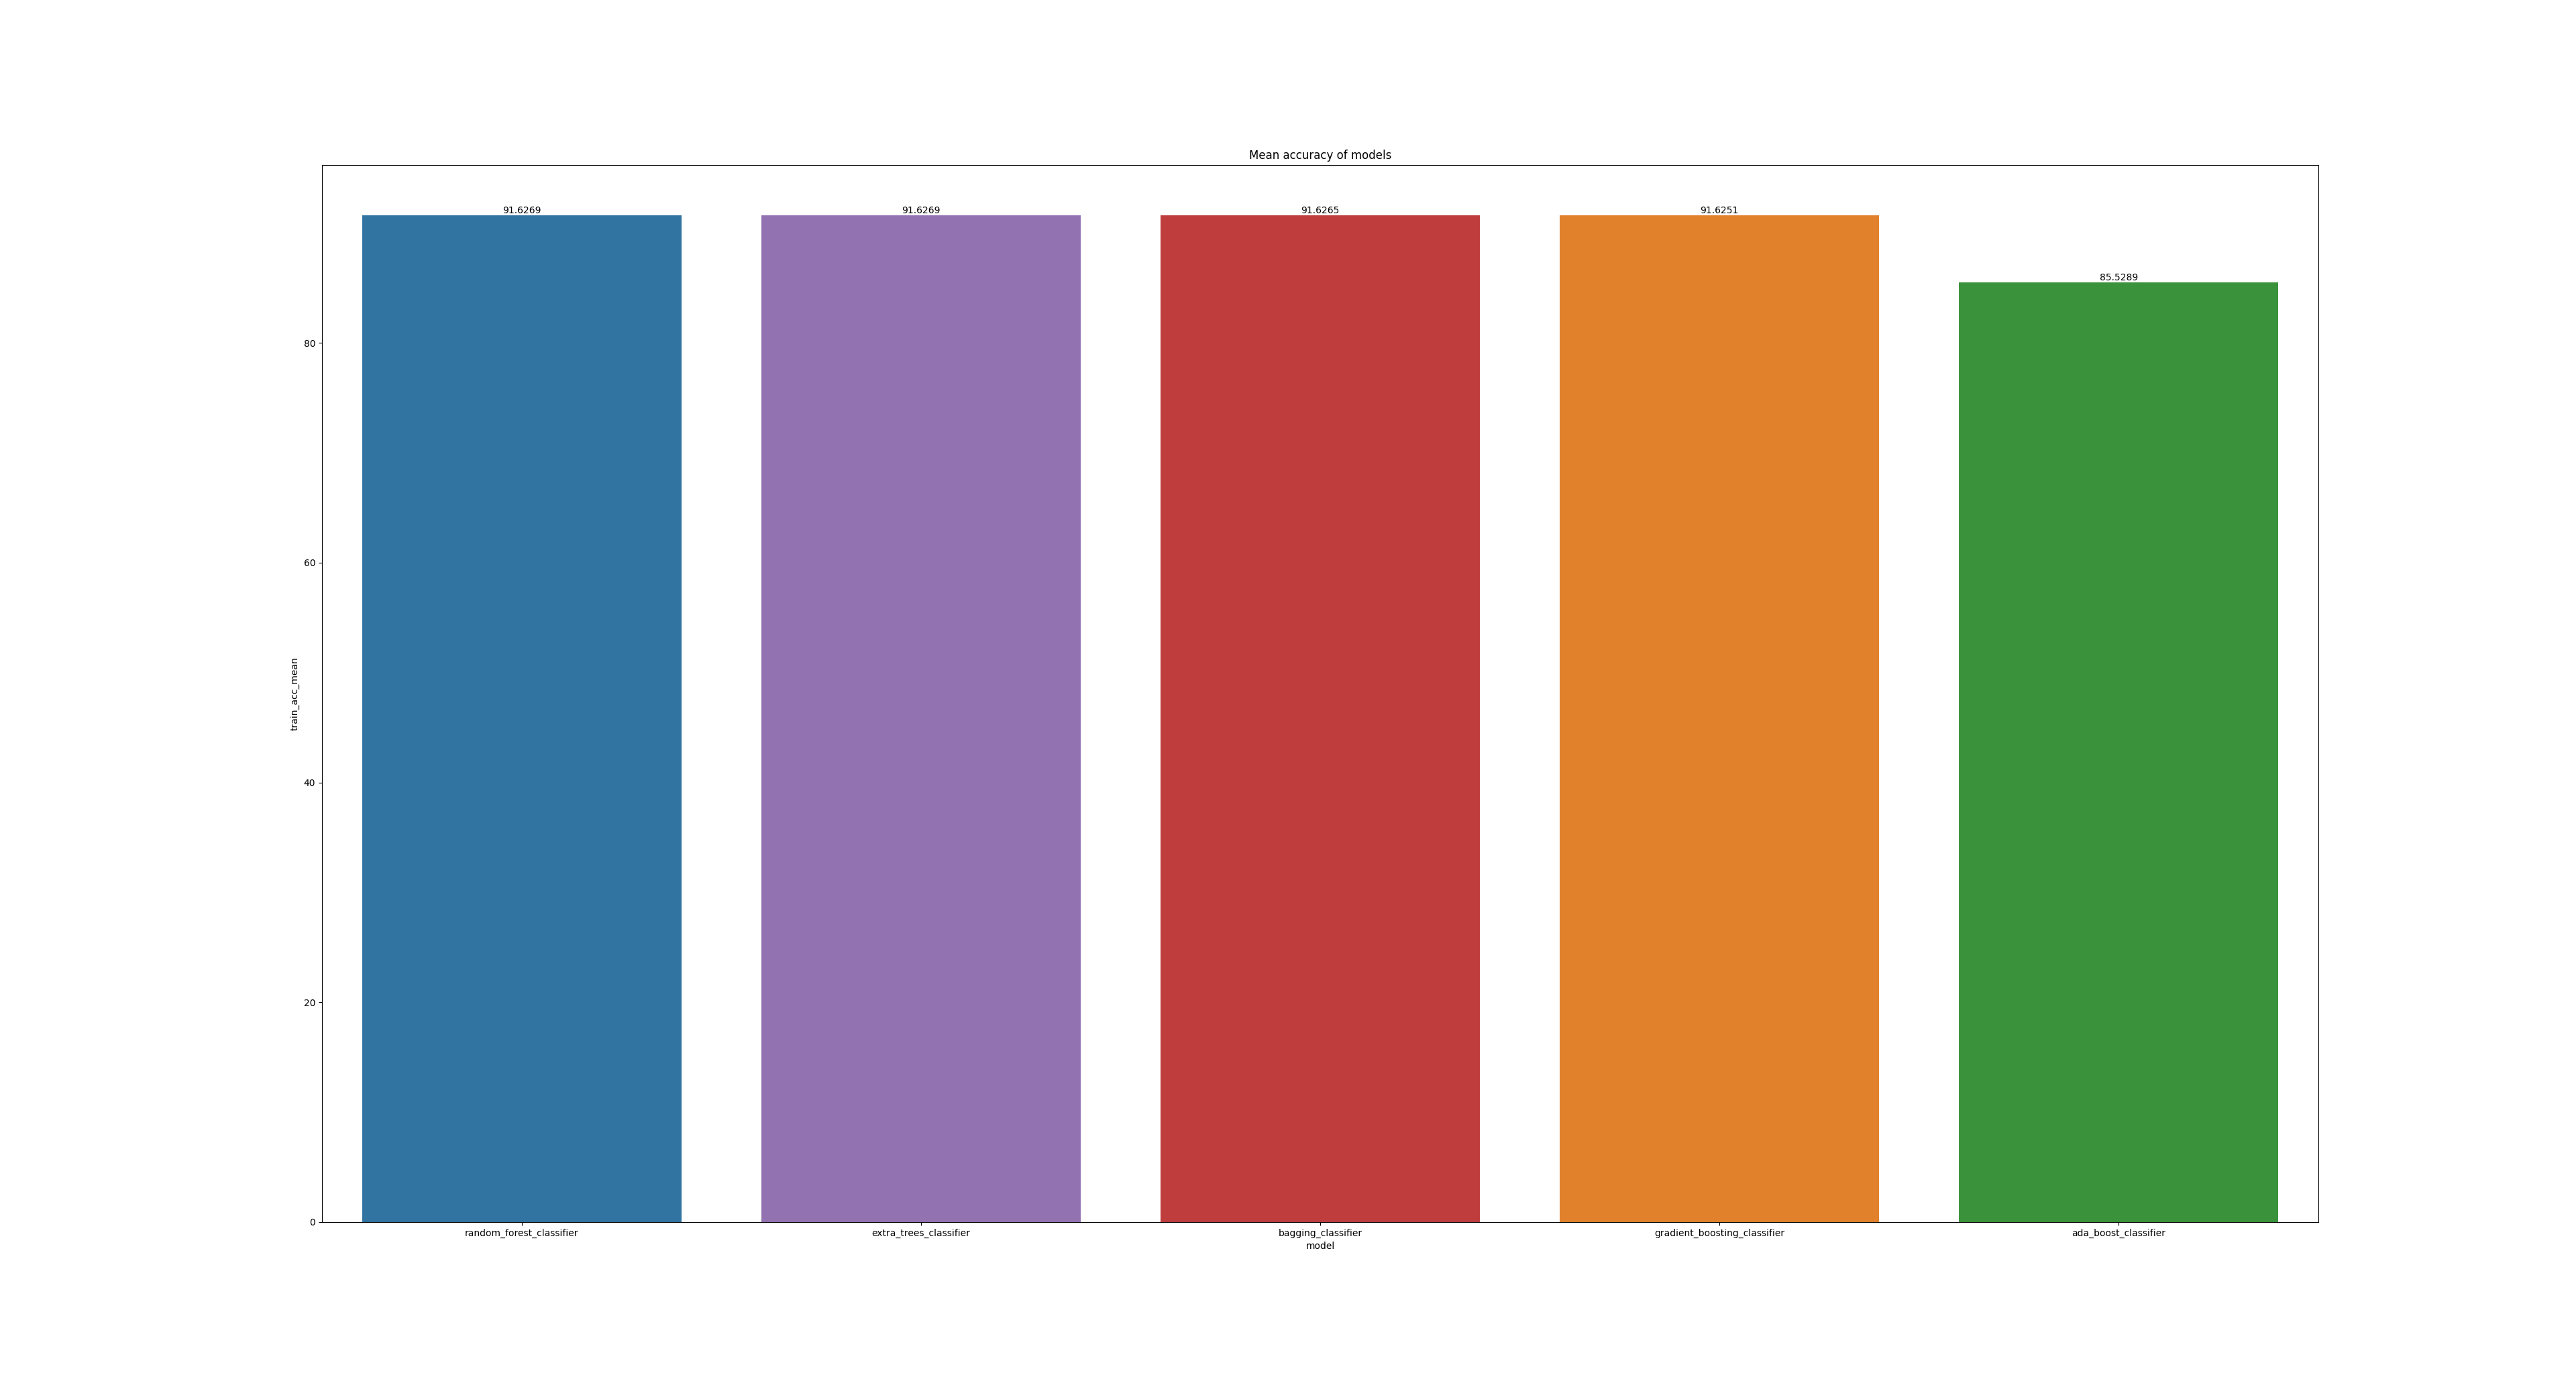 Mean accuracy of models
91.6269
91.6269
91.6265
91.6251
85.5289
train_acc_mean
80
60
40
20
0
random_forest_classifier
extra_trees_classifier
bagging_classifier
gradient_boosting_classifier
ada_boost_classifier
model